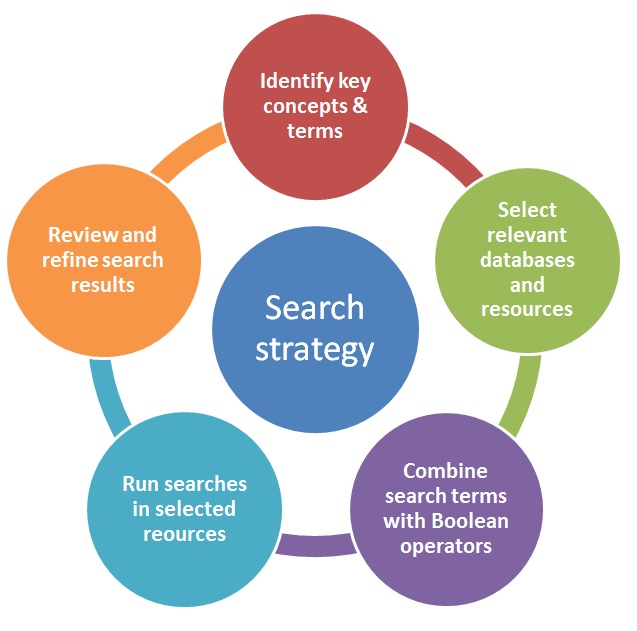 Identify key
concepts &
terms
Select
relevant
databases
and
resources
Combine
search terms
with Boolean
operators
Run searches
in selected
reources
Review and
refine search
results
Search
strategy